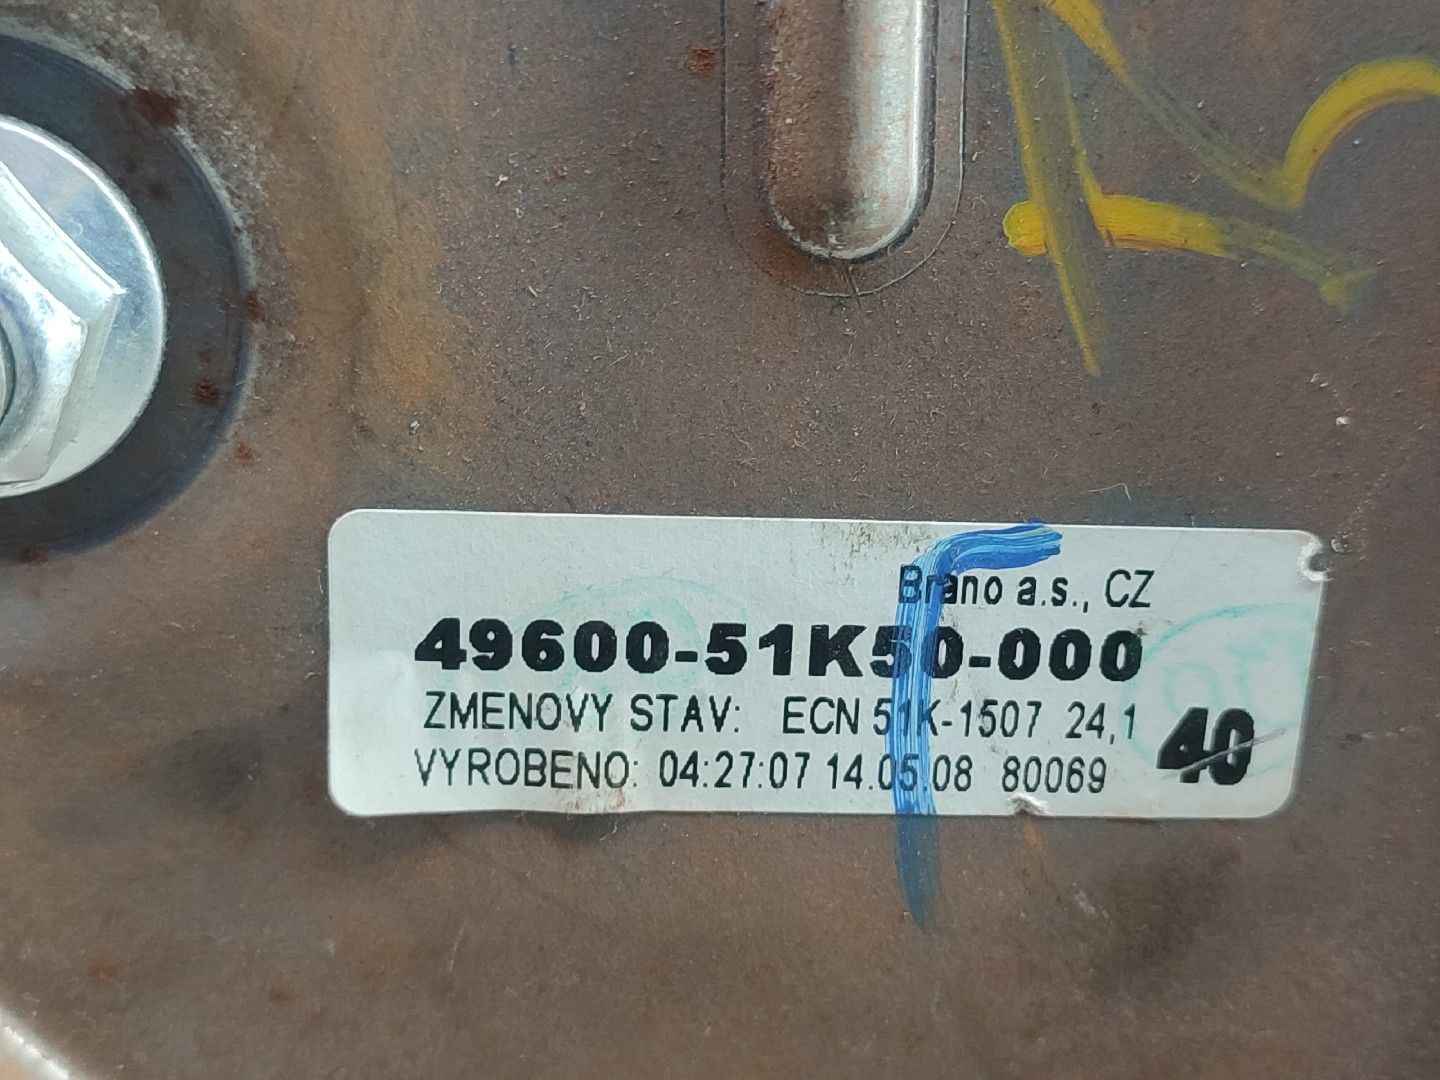 Brano a.s., CZ
49600-51K50-000
ZMENOVY STAV: ECN 51K-1507 24,1
VYROBENO: 04:27:07 14.05.08 80069 40